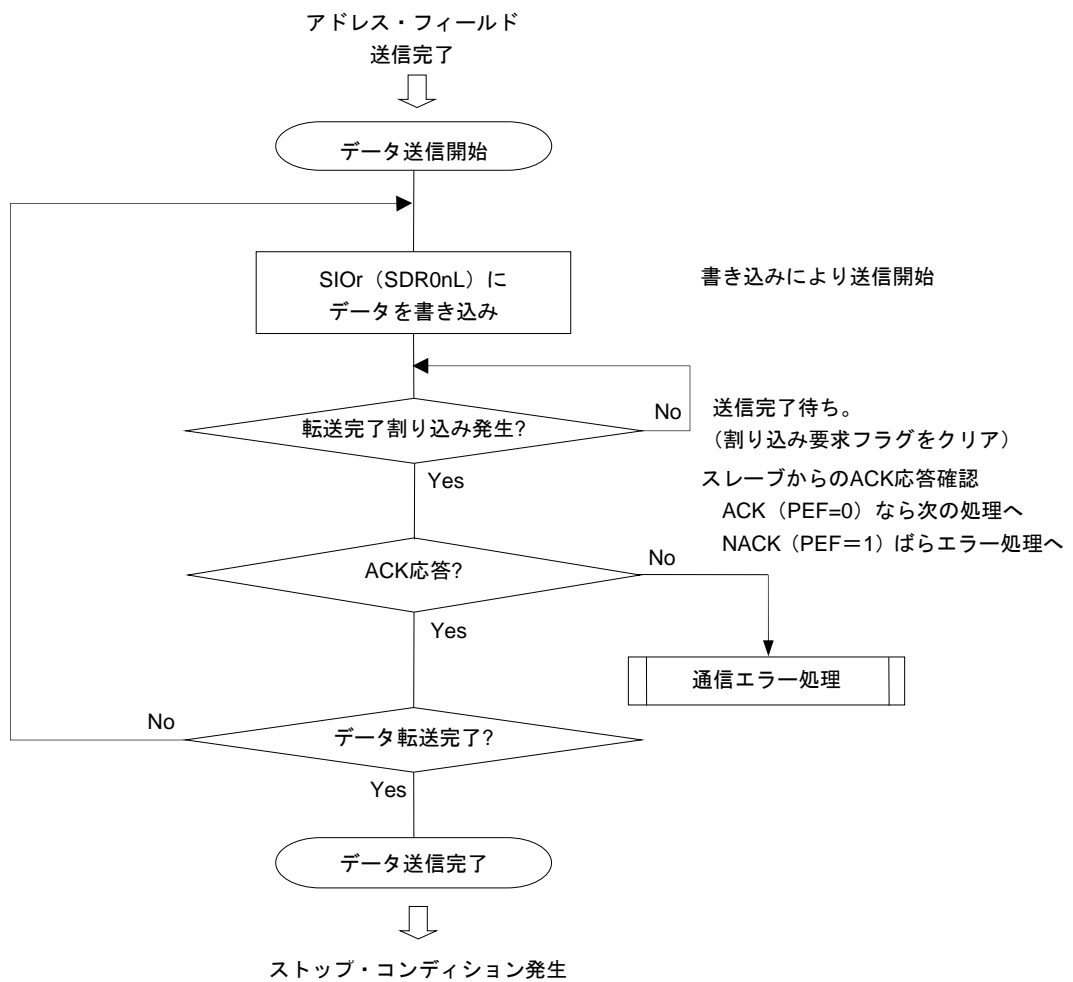 アドレス・フィールド
送信完了
データ送信開始
SIOr（SDR0nL）に
データを書き込み
書き込みにより送信開始
転送完了割り込み発生?
No
送信完了待ち。
（割り込み要求フラグをクリア）
Yes
スレーブからのACK応答確認
ACK（PEF=0）なら次の処理へ
NACK（PEF＝1）ばらエラー処理へ
ACK応答?
No
Yes
通信エラー処理
No
データ転送完了?
Yes
データ送信完了
ストップ・コンディション発生